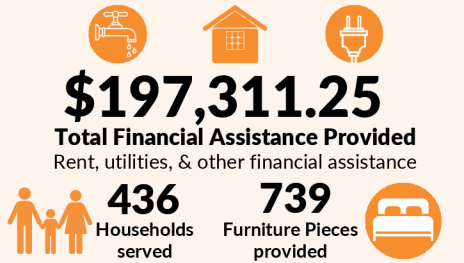 $197,311.25
Total Financial Assistance Provided
Rent, utilities, & other financial assistance
436
Households
served
739
Furniture Pieces
provided